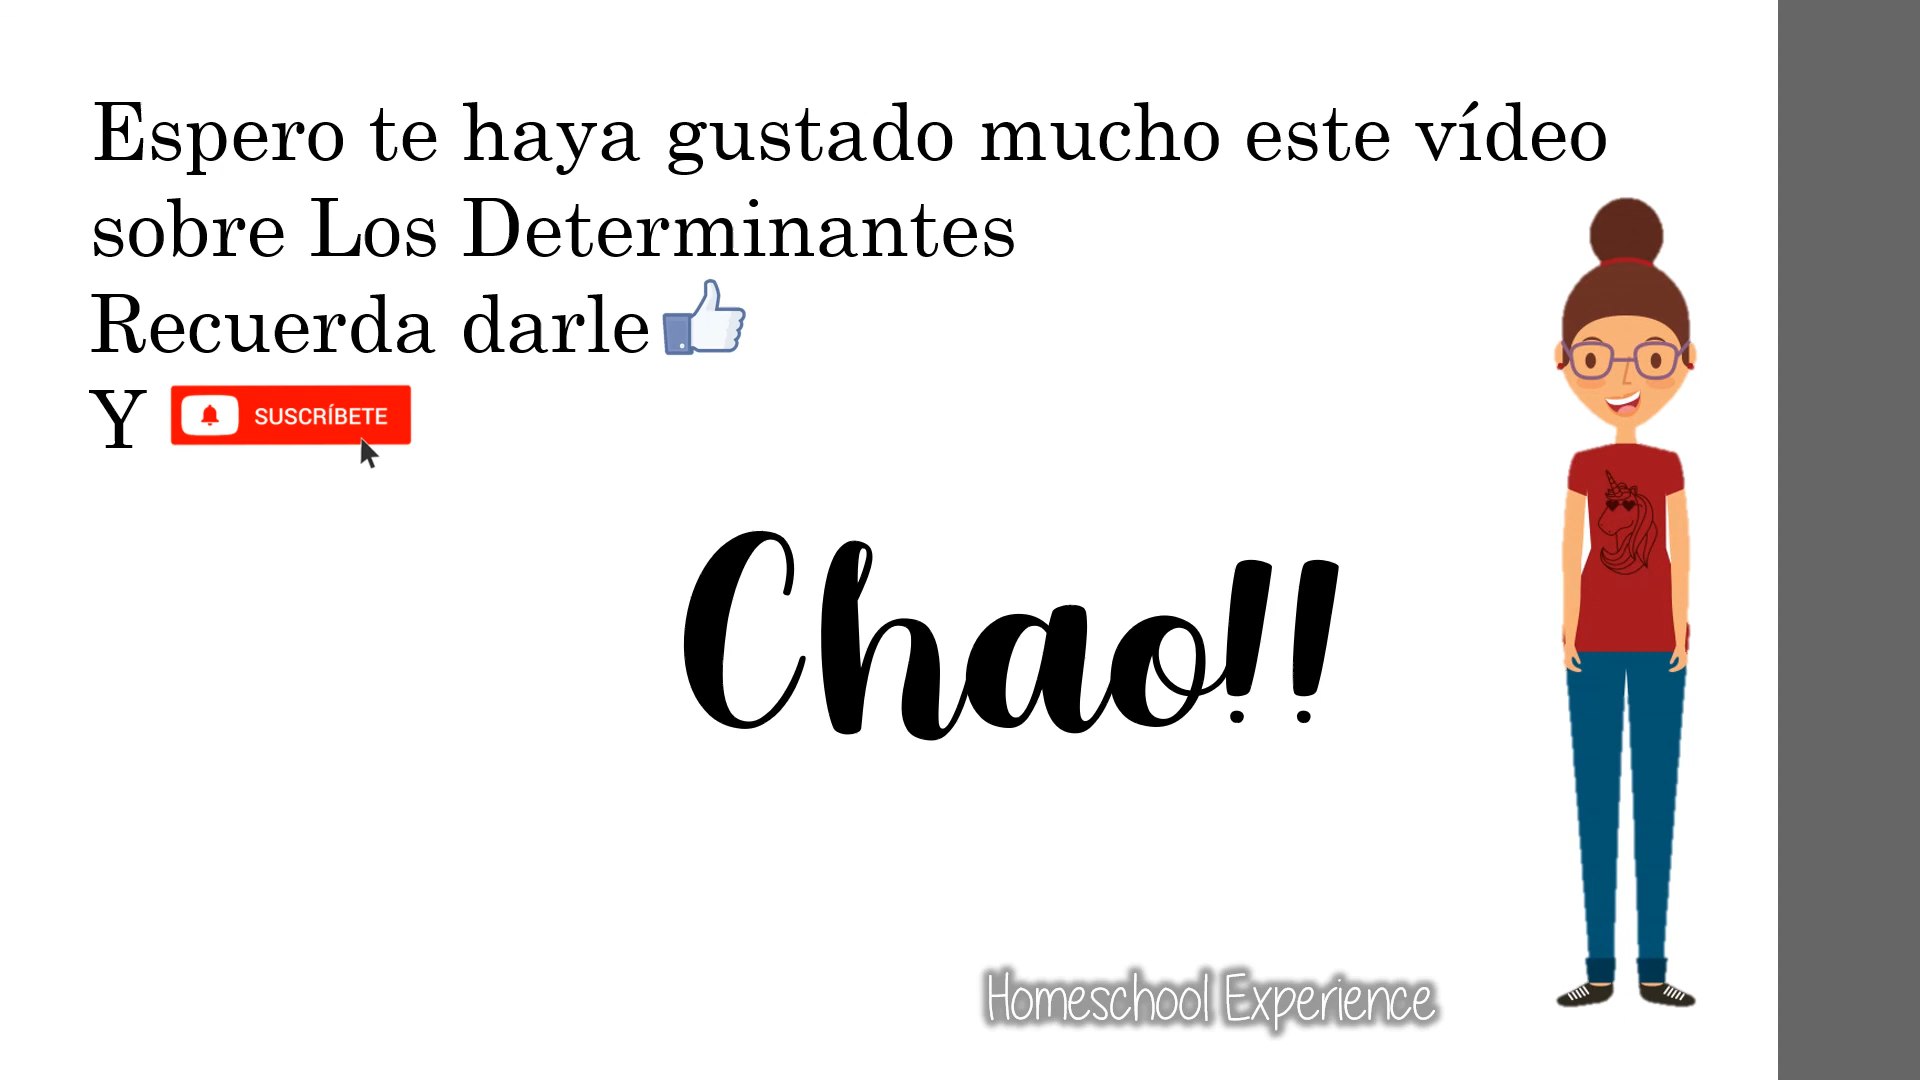 Espero te haya gustado mucho este vídeo
sobre Los Determinantes
Recuerda darle
Y SUSCRÍBETE
Chao!!
Homeschool Experience